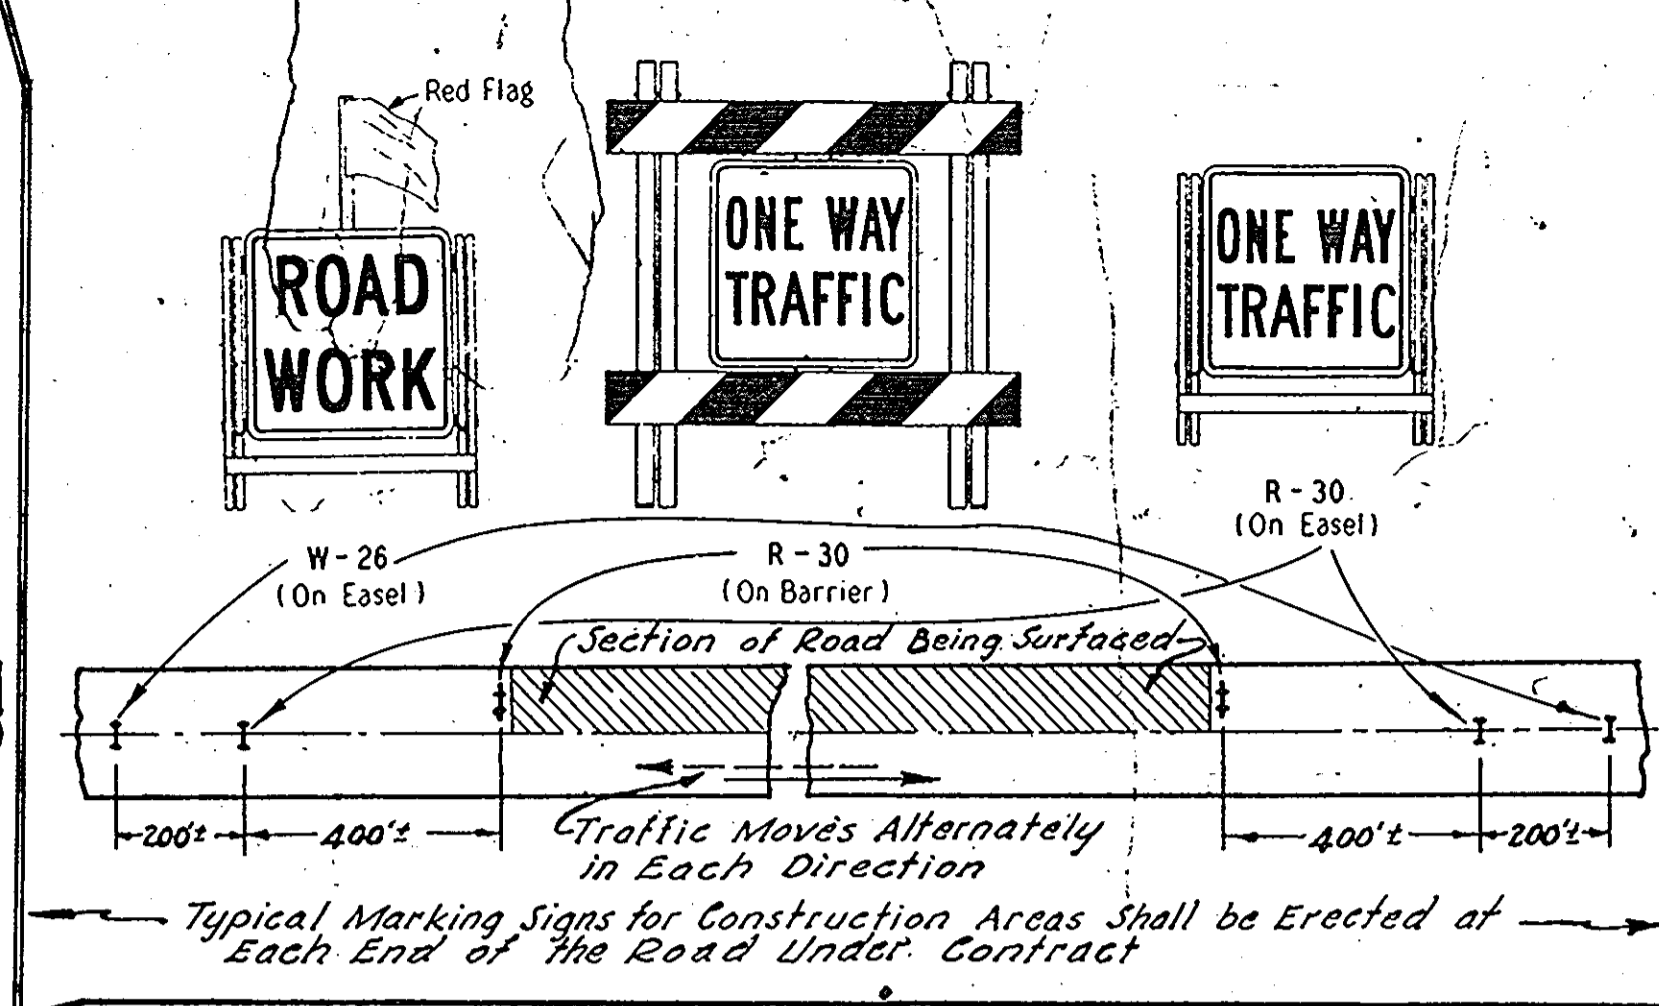 Red Flag
ROAD
WORK
ONE WAY
TRAFFIC
ONE WAY
TRAFFIC
R-30
(On Easel)
W-26
(On Easel)
R-30
(On Barrier)
Section of Road Being Surfaced
200'±
400'±
Traffic Moves Alternately
in Each Direction
400'±
200'±
Typical Marking Signs for Construction Areas Shall be Erected at
Each End of the Road Under Contract